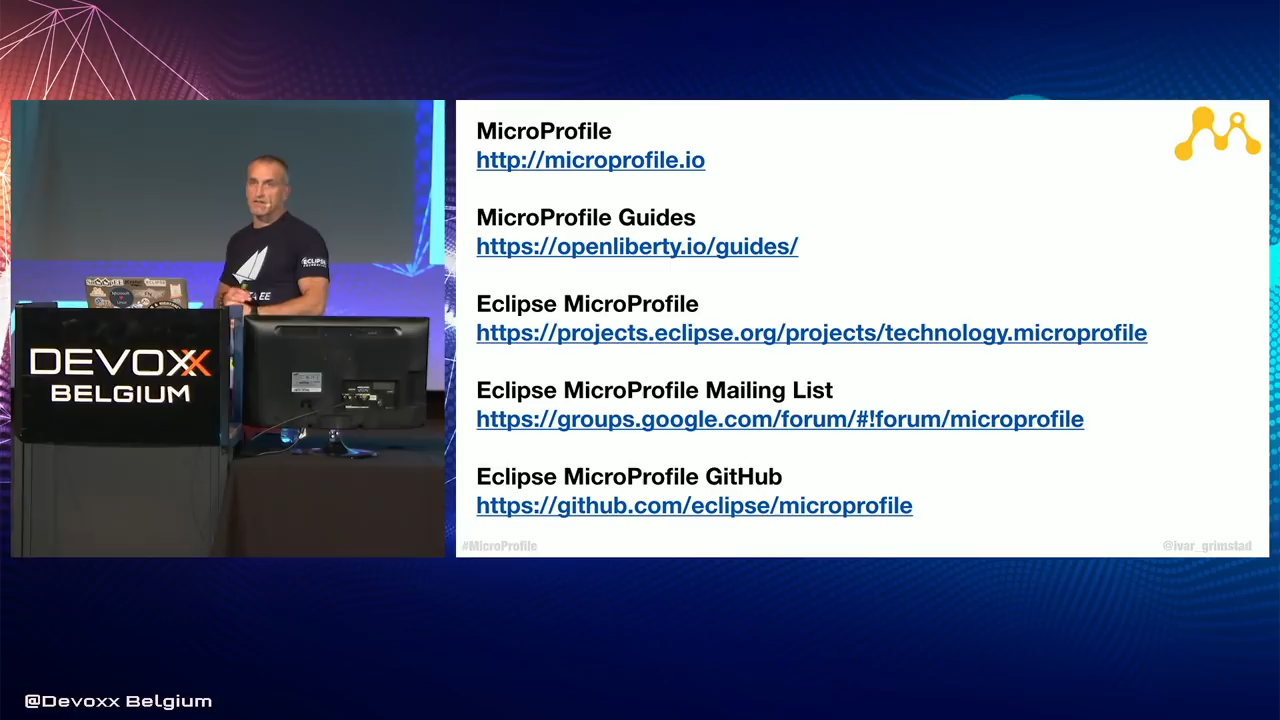 MicroProfile
http://microprofile.io
MicroProfile Guides
https://openliberty.io/guides/
Eclipse MicroProfile
https://projects.eclipse.org/projects/technology.microprofile
Eclipse MicroProfile Mailing List
https://groups.google.com/forum/#!forum/microprofile
Eclipse MicroProfile GitHub
https://github.com/eclipse/microprofile
#MicroProfile
@ivar_grimstad
ECLIPSE
EE
DEVOXX
BELGIUM
@Devoxx Belgium